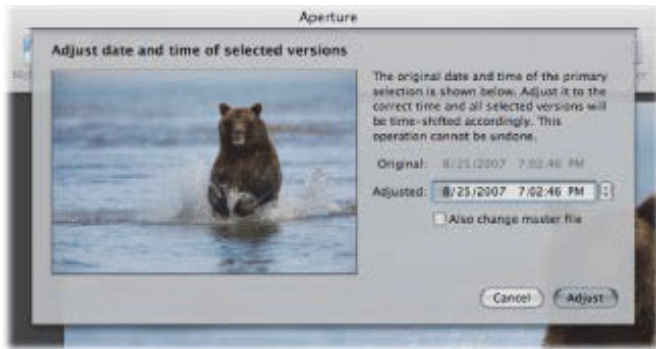 Aperture
Adjust date and time of selected versions
The original date and time of the primary
selection is shown below. Adjust it to the
correct time and all selected versions will
be time-shifted accordingly. This
operation cannot be undone.
Original: 8/25/2007 7:02:46 PM
Adjusted: 8/25/2007 7:02:46 PM
Also change master file
Cancel Adjust